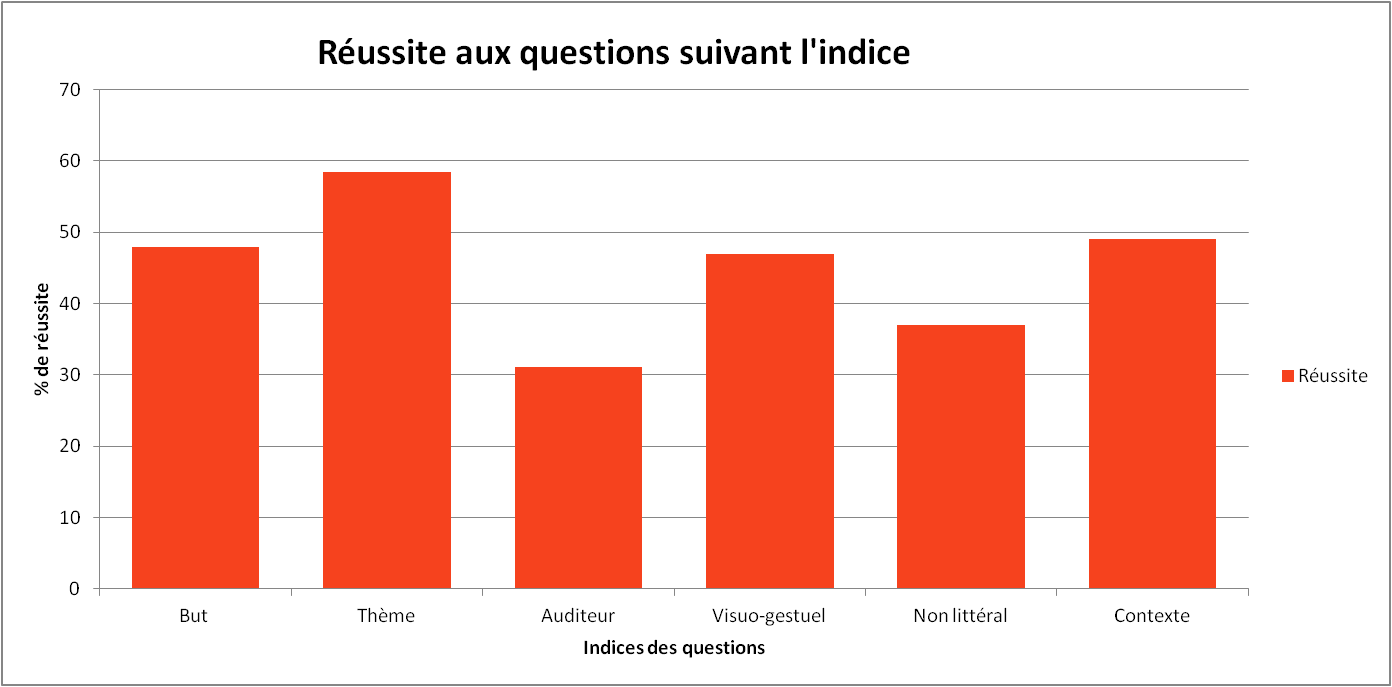 Réussite aux questions suivant l'indice
70
60
50
40
30
20
10
0
% de réussite
But Thème Auditeur Visuo-gestuel Non littéral Contexte
Indices des questions
Réussite